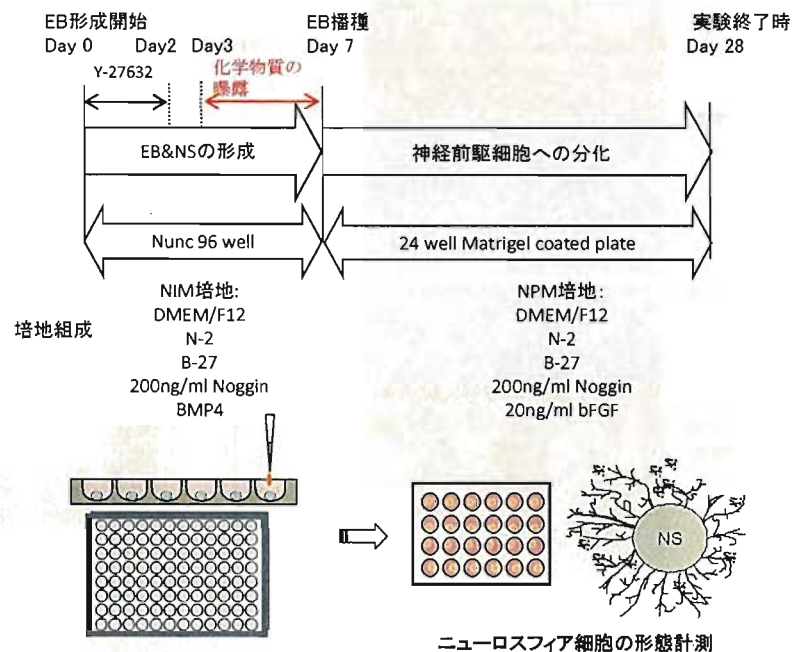 EB形成開始 EB播種 実験終了時
Day 0 Day2 Day3 Day 7 Day 28
Y-27632 化学物質の
曝露
EB&NSの形成 神経前駆細胞への分化
Nunc 96 well 24 well Matrigel coated plate
NIM培地: NPM培地:
培地組成 DMEM/F12 DMEM/F12
N-2 N-2
B-27 B-27
200ng/ml Noggin 200ng/ml Noggin
BMP4 20ng/ml bFGF
NS
ニューロスフィア細胞の形態計測